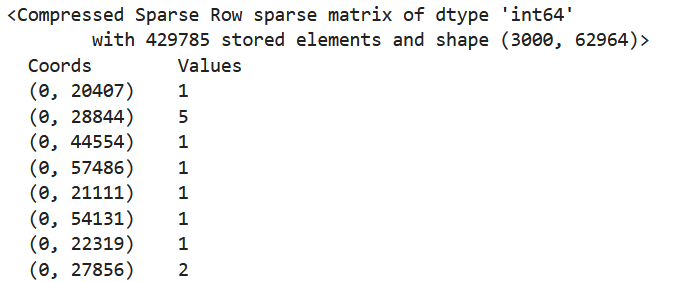 <Compressed Sparse Row sparse matrix of dtype 'int64'
with 429785 stored elements and shape (3000, 62964)>
Coords Values
(0, 20407) 1
(0, 28844) 5
(0, 44554) 1
(0, 57486) 1
(0, 21111) 1
(0, 54131) 1
(0, 22319) 1
(0, 27856) 2